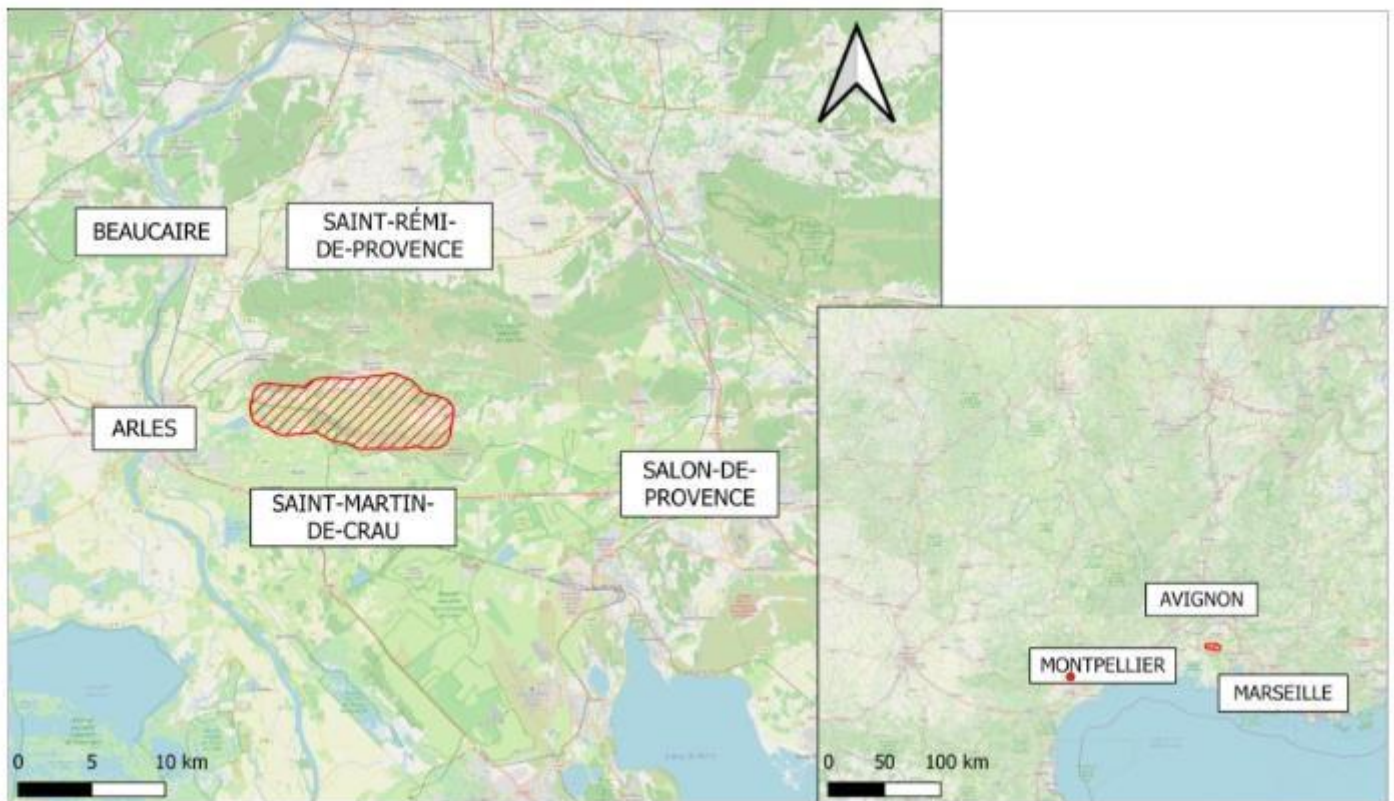 BEAUCAIRE
SAINT-RÉMI-
DE-PROVENCE
ARLES
SAINT-MARTIN-
DE-CRAU
SALON-DE-
PROVENCE
0 5 10 km
AVIGNON
MONTPELLIER
MARSEILLE
0 50 100 km